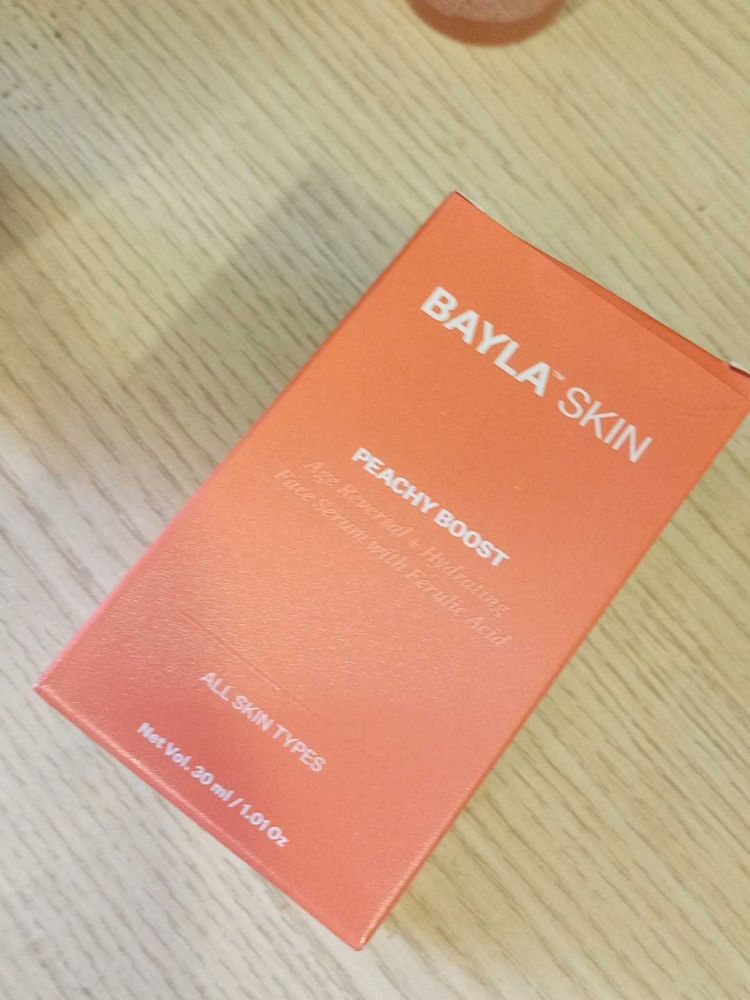 BAYLA™ SKIN
PEACHY BOOST
Age Reversal + Hydrating
Face Serum with Ferulic Acid
ALL SKIN TYPES
Net Vol. 30 ml / 1.01 Oz